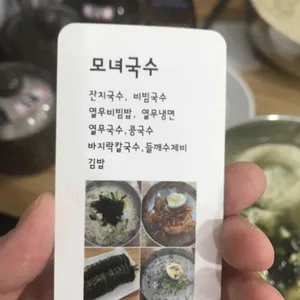 모녀국수
잔치국수, 비빔국수
열무비빔밥, 열무냉면
열무국수,콩국수
바지락칼국수,들깨수제비
김밥